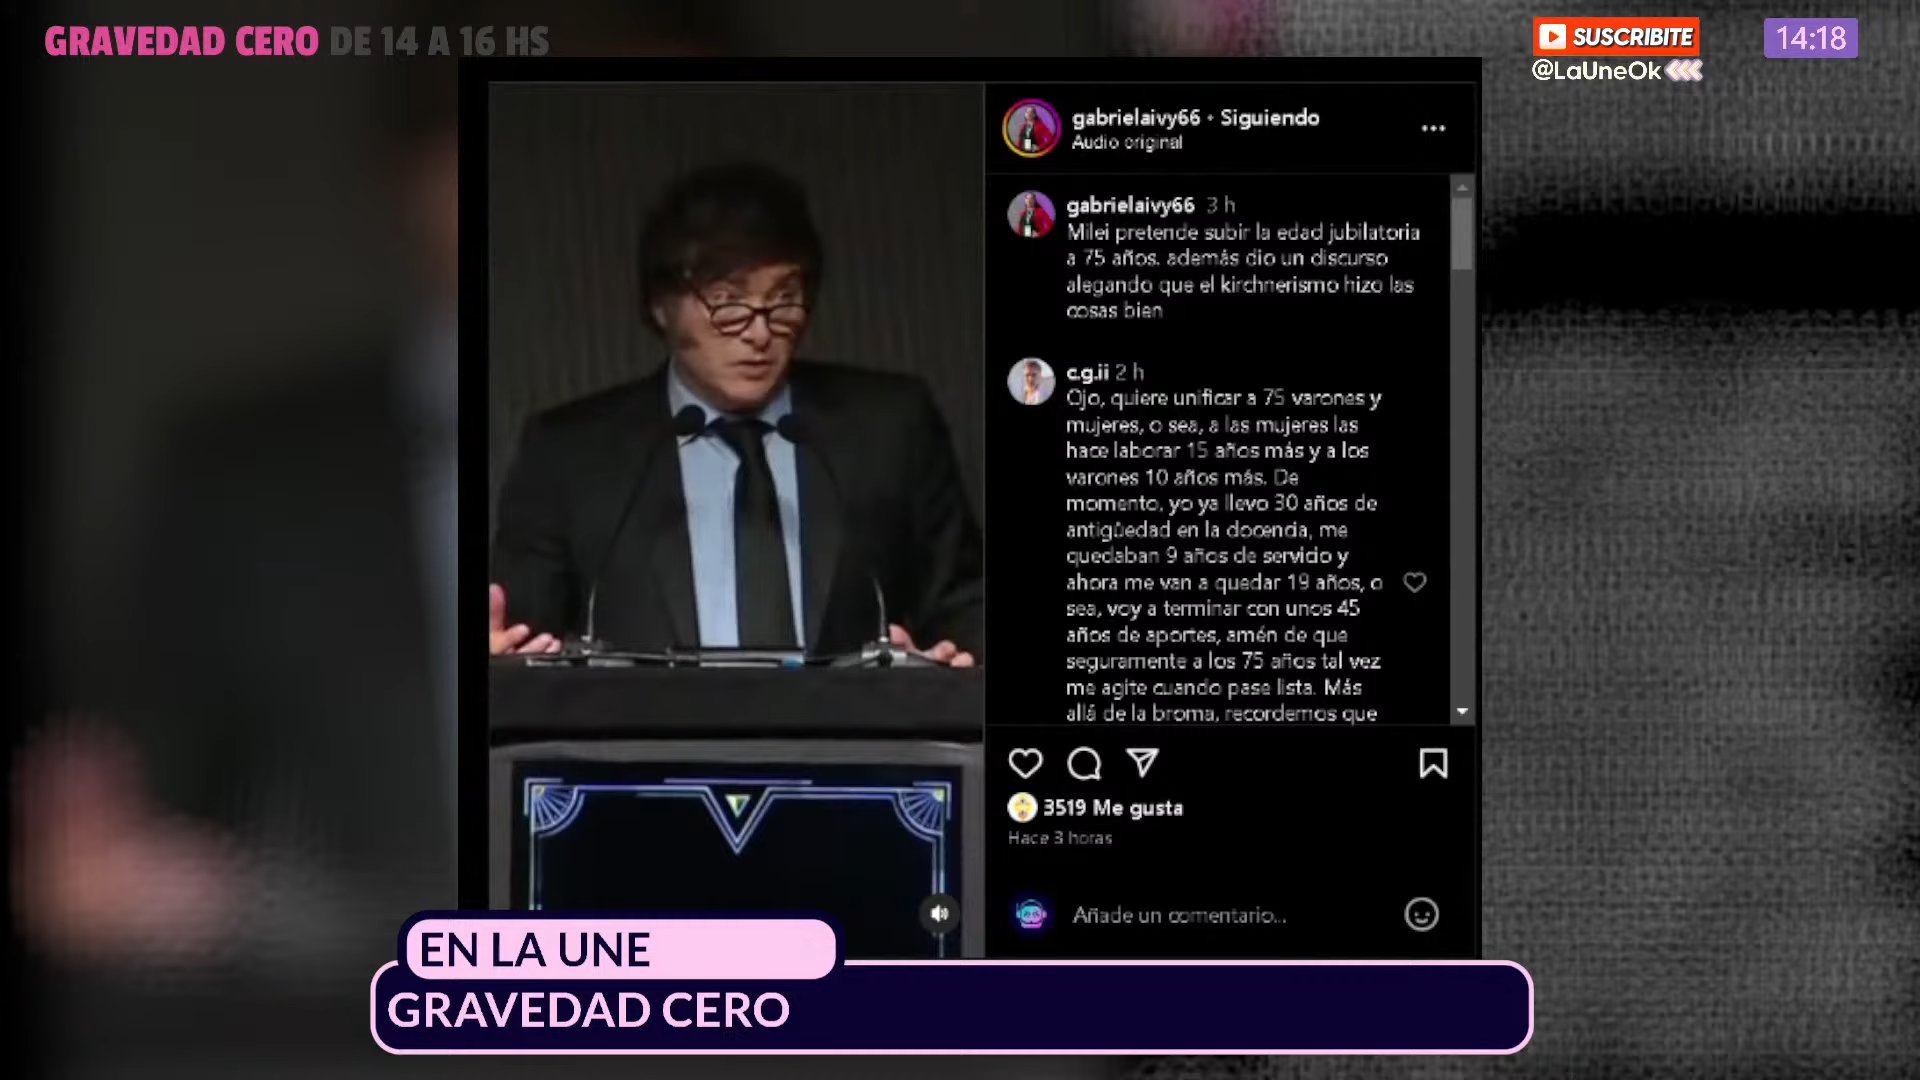 GRAVEDAD CERO DE 14 A 16 HS
SUSCRIBITE
@LaUneOk
14:18
gabrielaivy66 • Siguiendo
Audio original
gabrielaivy66 3 h
Milei pretende subir la edad jubilatoria
a 75 años. además dio un discurso
alegando que el kirchnerismo hizo las
cosas bien
c.g.ii 2 h
Ojo, quiere unificar a 75 varones y
mujeres, o sea, a las mujeres las
hace laborar 15 años más y a los
varones 10 años más. De
momento, yo ya llevo 30 años de
antigüedad en la docencia, me
quedaban 9 años de servicio y
ahora me van a quedar 19 años, o
sea, voy a terminar con unos 45
años de aportes, amén de que
seguramente a los 75 años tal vez
me agite cuando pase lista. Más
allá de la broma, recordemos que
3519 Me gusta
Hace 3 horas
Añade un comentario...
EN LA UNE
GRAVEDAD CERO